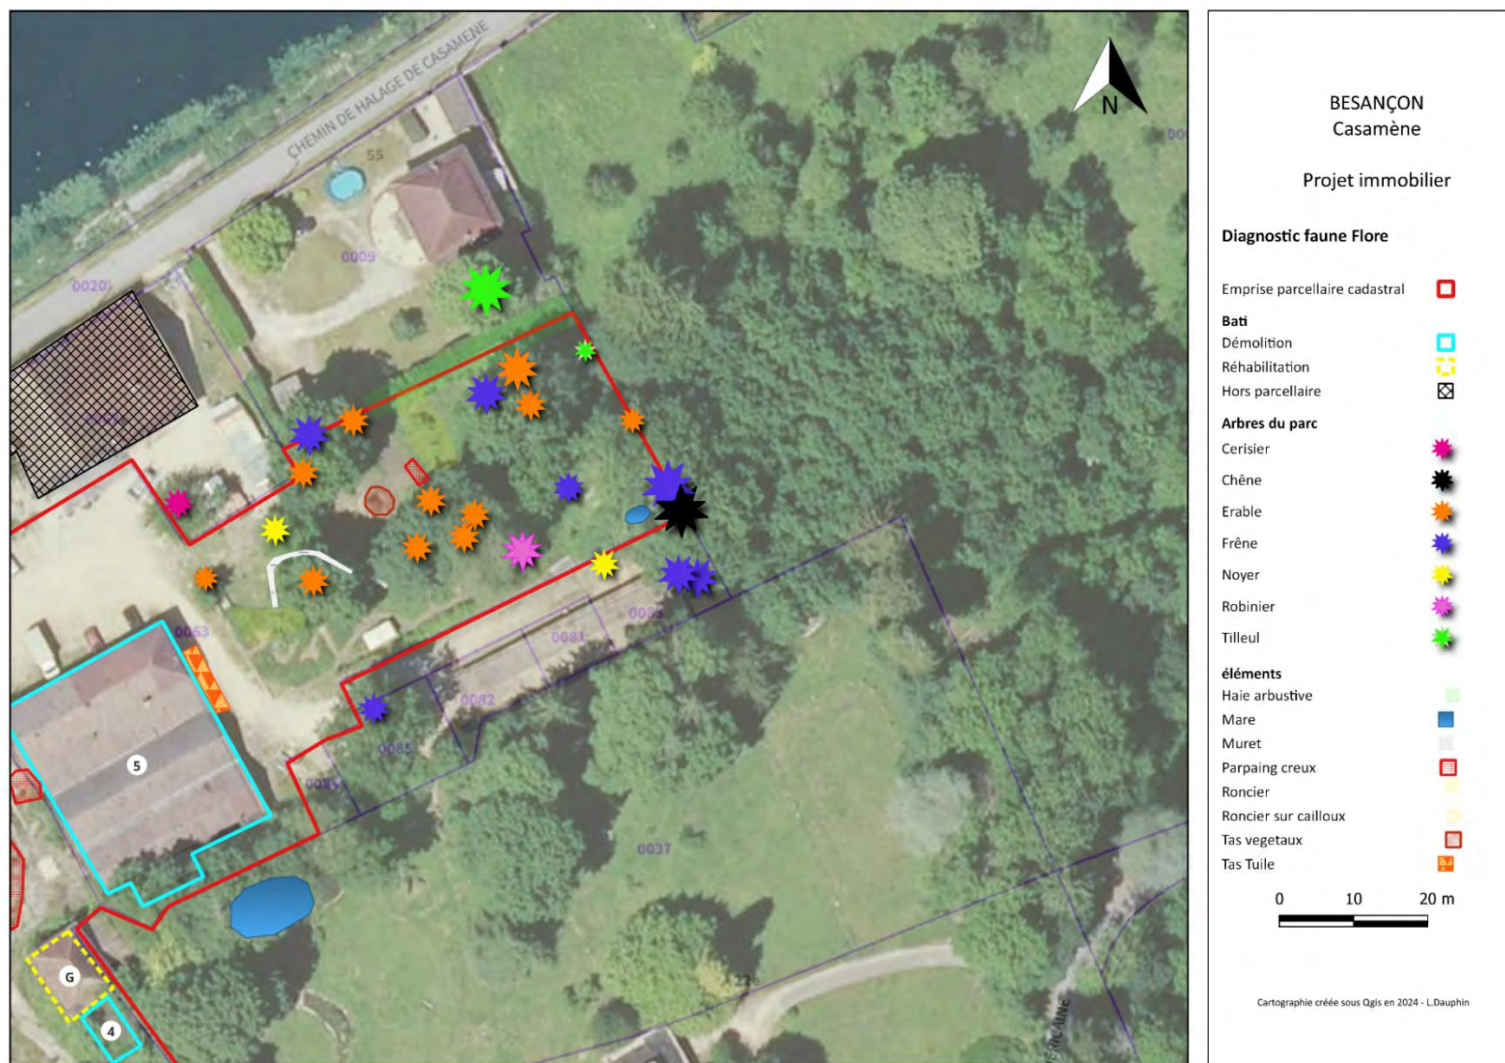 CHEMIN DE HALAGE DE CASAMENE
55
0009
0020
N
0063
0083
0081
0082
0085
5
0037
G
4
BESANÇON
Casamène
Projet immobilier
Diagnostic faune Flore
Emprise parcellaire cadastral
Bati
Démolition
Réhabilitation
Hors parcellaire
Arbres du parc
Cerisier
Chêne
Erable
Frêne
Noyer
Robinier
Tilleul
éléments
Haie arbustive
Mare
Muret
Parpaing creux
Roncier
Roncier sur cailloux
Tas vegetaux
Tas Tuile
0 10 20 m
Cartographie créée sous Qgis en 2024 - L.Dauphin